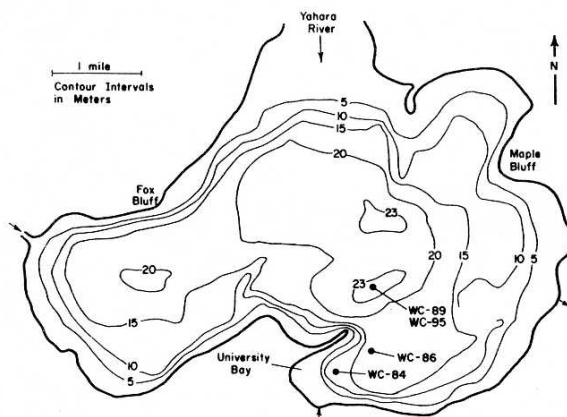 Yahara
River
1 mile
Contour Intervals
in Meters
N
5
10
15
20
Maple
Bluff
Fox
Bluff
23
20
15
10
5
20
23
WC-89
WC-95
15
10
5
University
Bay
WC-86
WC-84